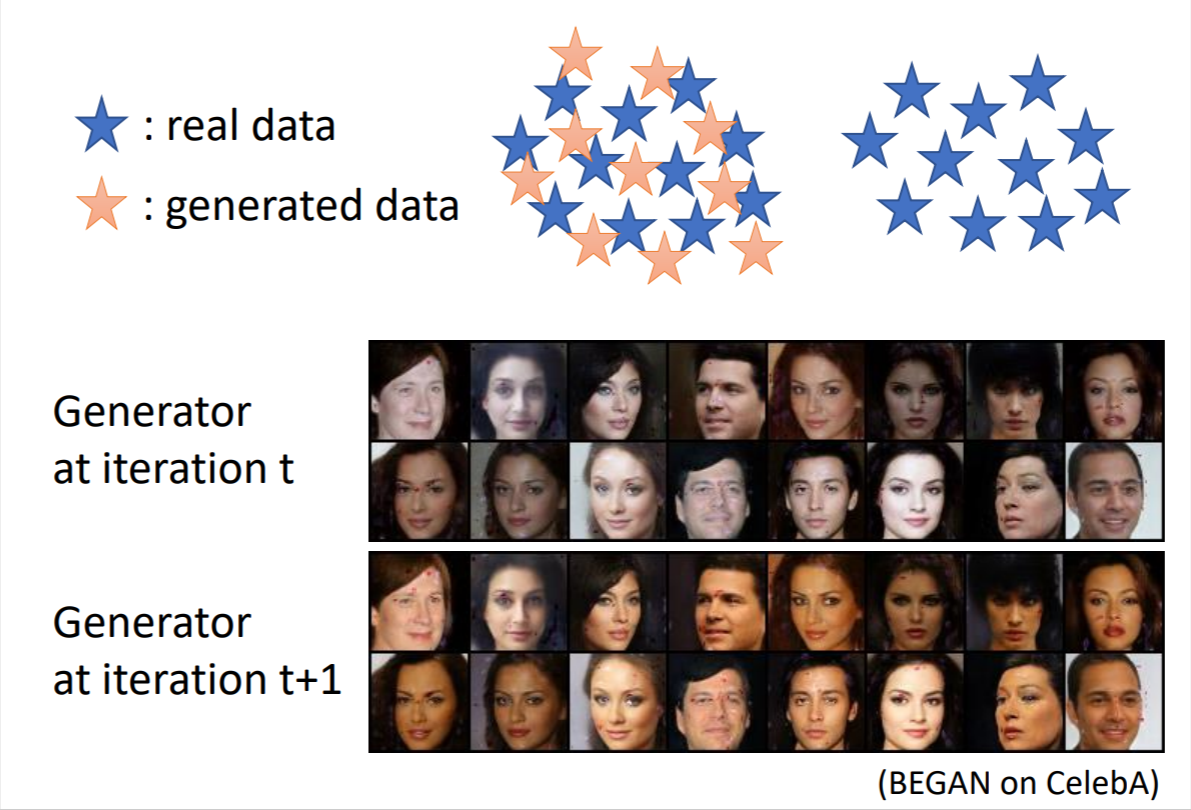 : real data
: generated data
Generator
at iteration t
Generator
at iteration t+1
(BEGAN on CelebA)